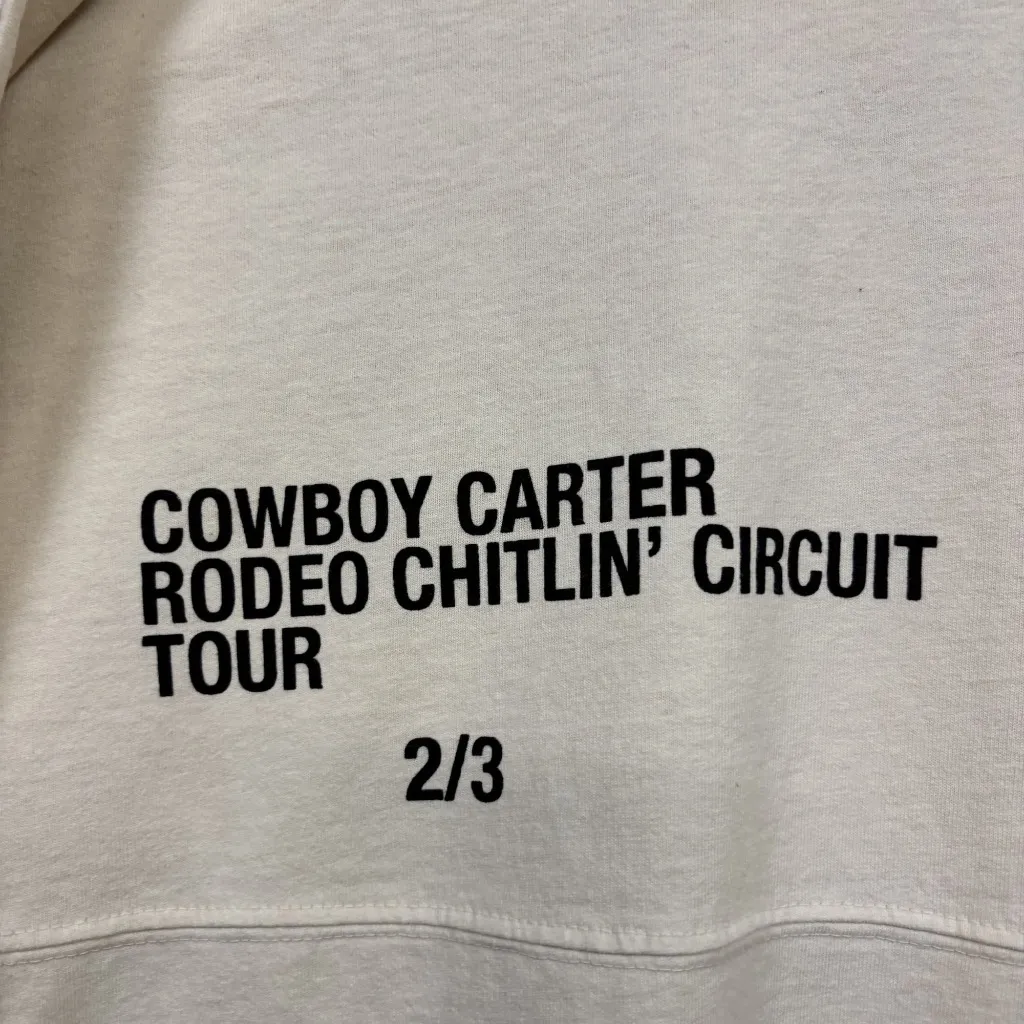 COWBOY CARTER
RODEO CHITLIN’ CIRCUIT
TOUR
2/3